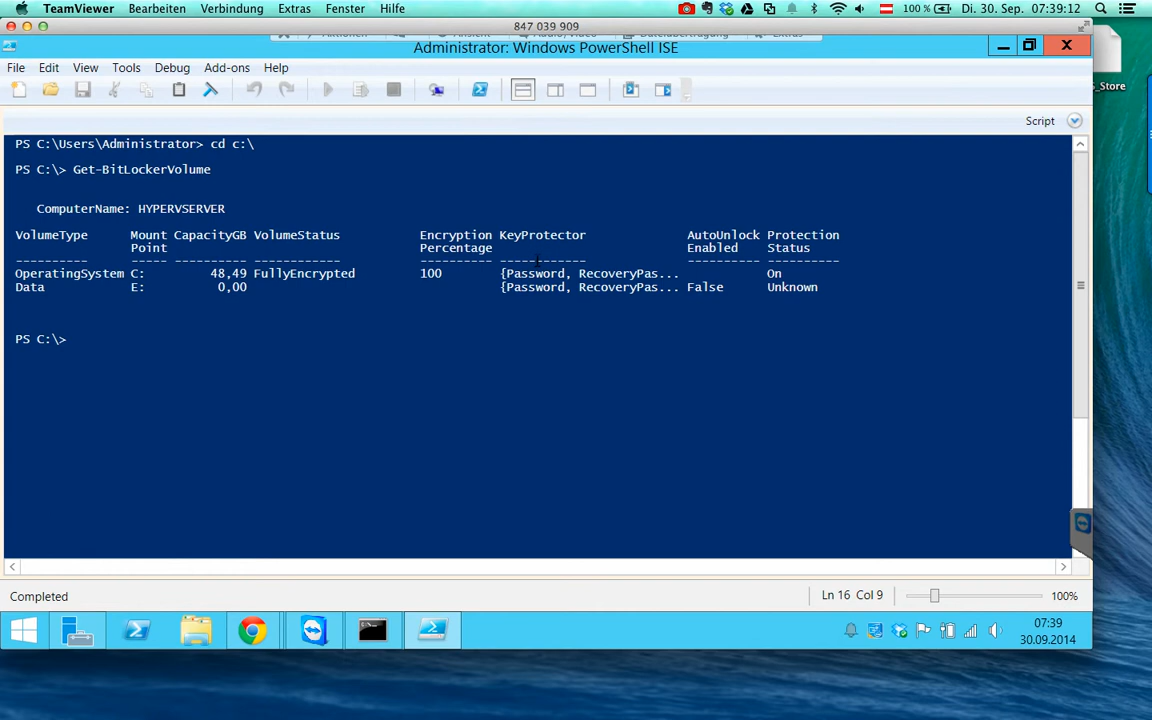 TeamViewer Bearbeiten Verbindung Extras Fenster Hilfe 100 % Di. 30. Sep. 07:39:12
847 039 909
Administrator: Windows PowerShell ISE
File Edit View Tools Debug Add-ons Help
_Store
Script
PS C:\Users\Administrator> cd c:\
PS C:\> Get-BitLockerVolume
ComputerName: HYPERVSERVER
VolumeType Mount CapacityGB VolumeStatus Encryption KeyProtector AutoUnlock Protection
Point Percentage Enabled Status
---------- ----- ---------- ------------ ---------- ------------ ---------- ----------
OperatingSystem C: 48,49 FullyEncrypted 100 {Password, RecoveryPas... On
Data E: 0,00 {Password, RecoveryPas... False Unknown
PS C:\>
Completed Ln 16 Col 9 100%
07:39
30.09.2014